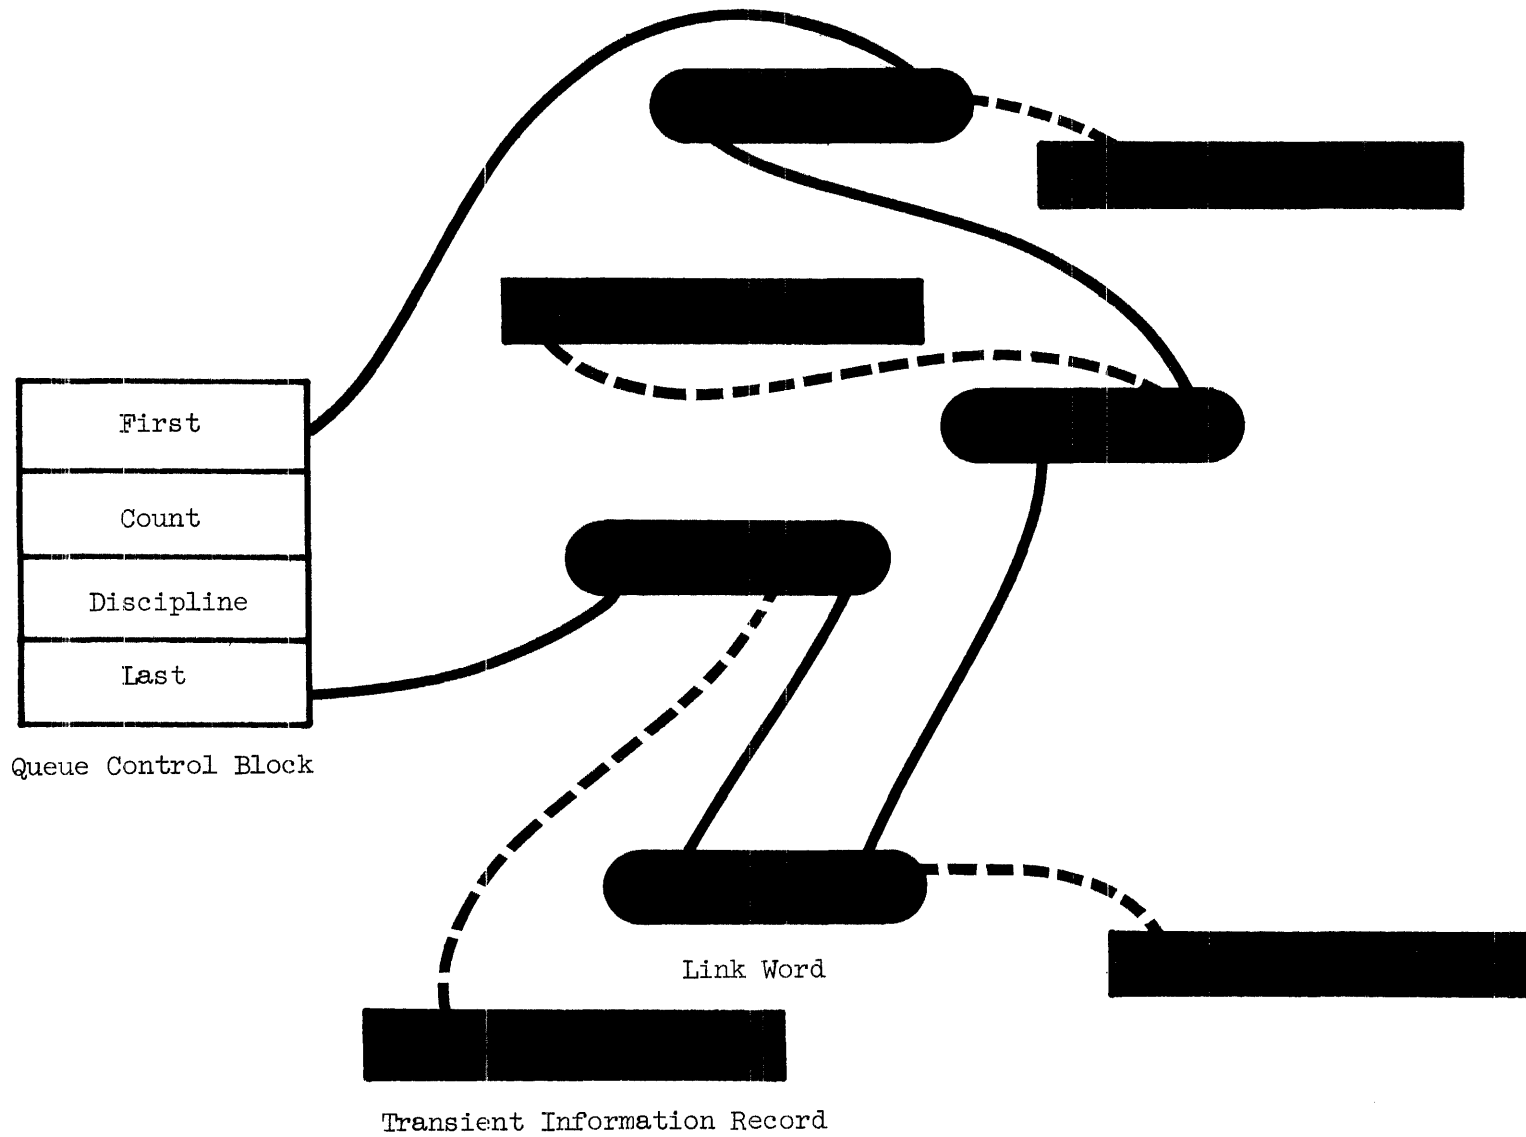 First
Count
Discipline
Last
Queue Control Block
Link Word
Transient Information Record